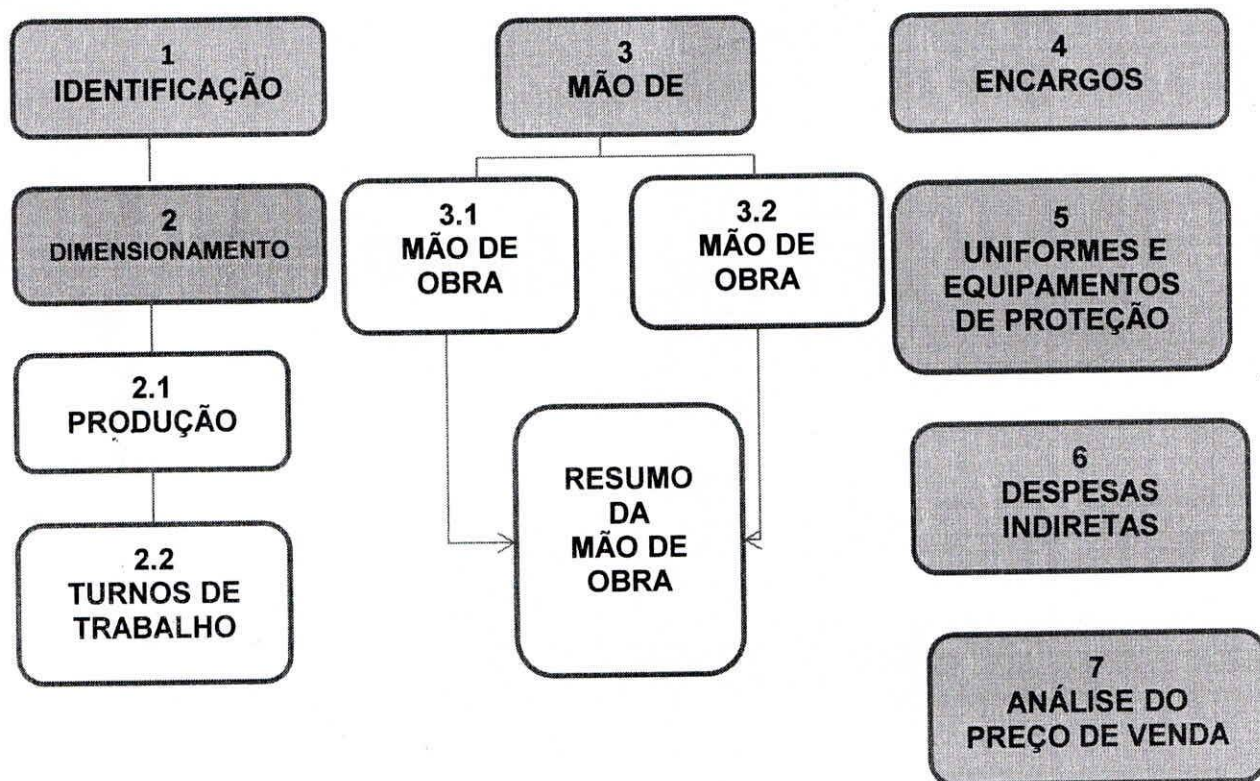 1
IDENTIFICAÇÃO
2
DIMENSIONAMENTO
2.1
PRODUÇÃO
2.2
TURNOS DE
TRABALHO
3
MÃO DE
3.1
MÃO DE
OBRA
3.2
MÃO DE
OBRA
RESUMO
DA
MÃO DE
OBRA
4
ENCARGOS
5
UNIFORMES E
EQUIPAMENTOS
DE PROTEÇÃO
6
DESPESAS
INDIRETAS
7
ANÁLISE DO
PREÇO DE VENDA